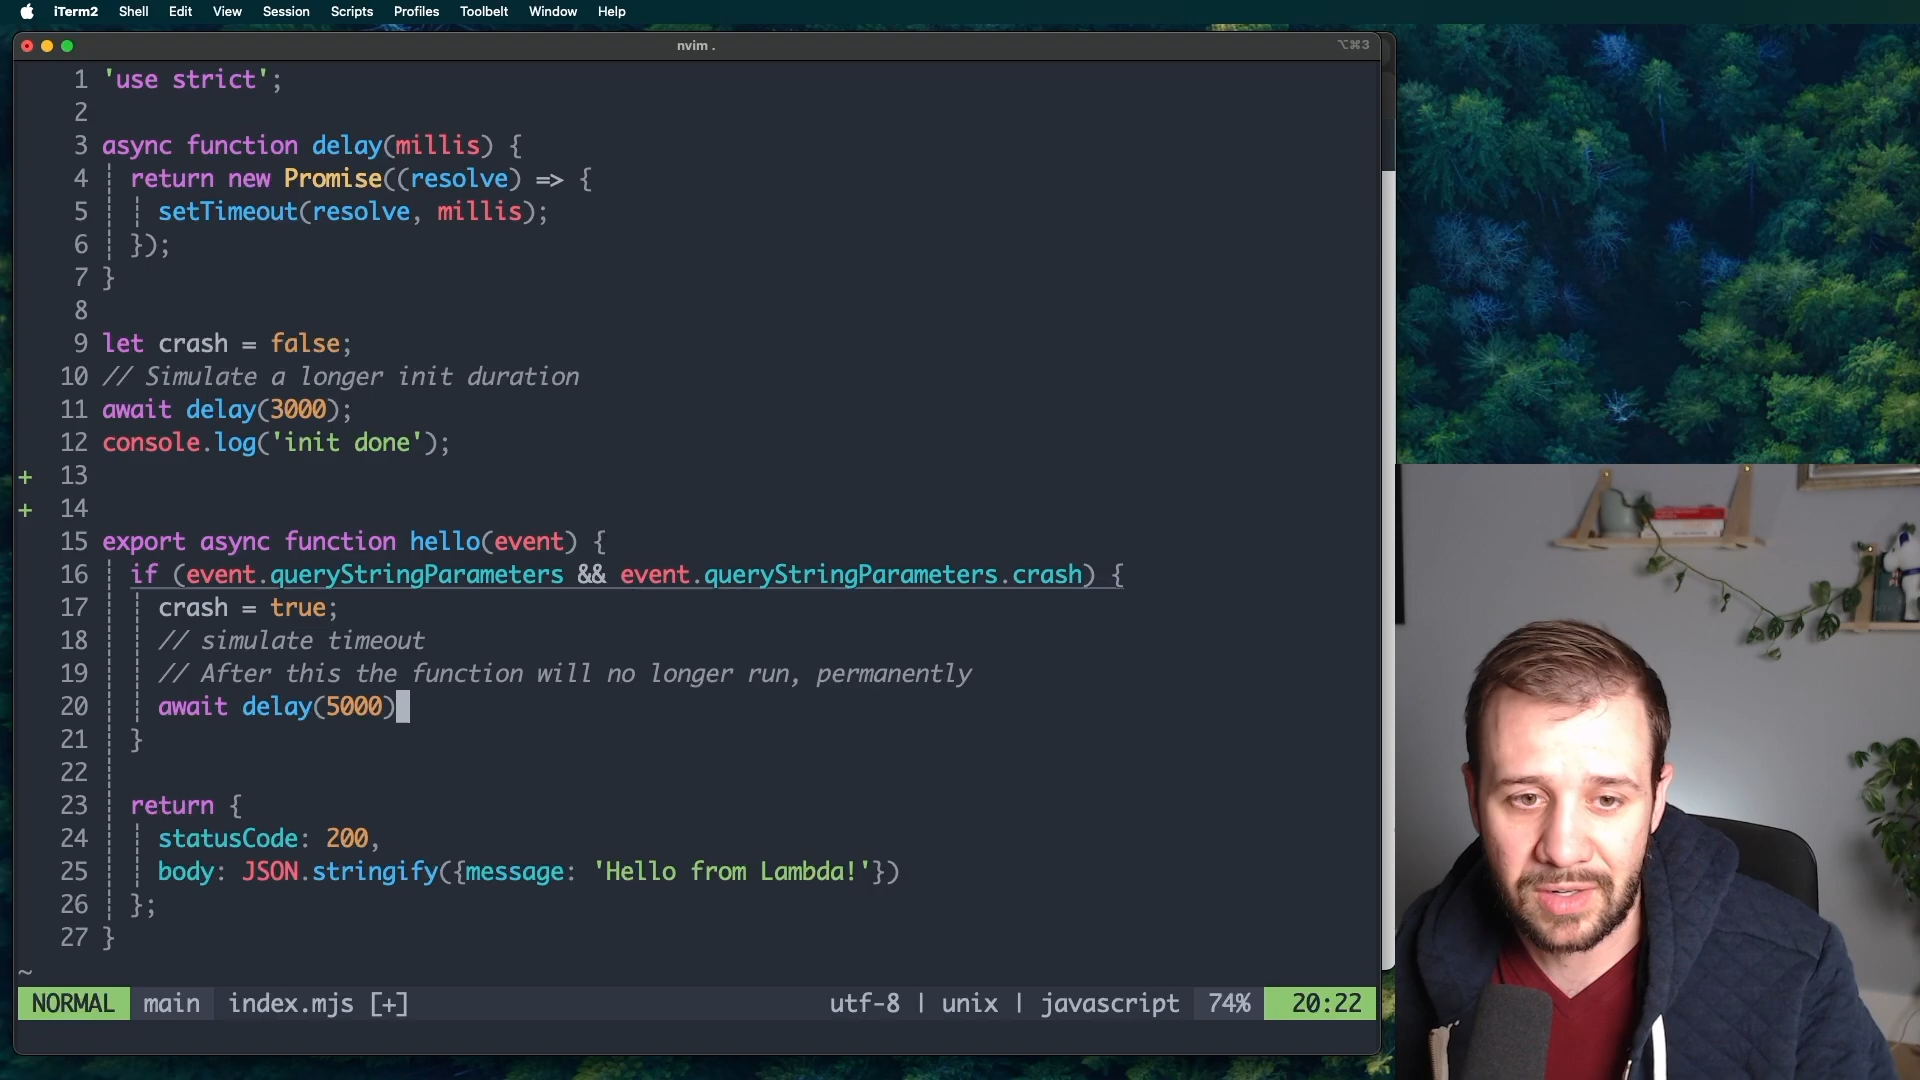 iTerm2 Shell Edit View Session Scripts Profiles Toolbelt Window Help
nvim . ⌥⌘3
1 'use strict';
2
3 async function delay(millis) {
4 return new Promise((resolve) => {
5 setTimeout(resolve, millis);
6 });
7 }
8
9 let crash = false;
10 // Simulate a longer init duration
11 await delay(3000);
12 console.log('init done');
+ 13
+ 14
15 export async function hello(event) {
16 if (event.queryStringParameters && event.queryStringParameters.crash) {
17 crash = true;
18 // simulate timeout
19 // After this the function will no longer run, permanently
20 await delay(5000)
21 }
22
23 return {
24 statusCode: 200,
25 body: JSON.stringify({message: 'Hello from Lambda!'})
26 };
27 }
~
NORMAL main index.mjs [+] utf-8 | unix | javascript 74% 20:22